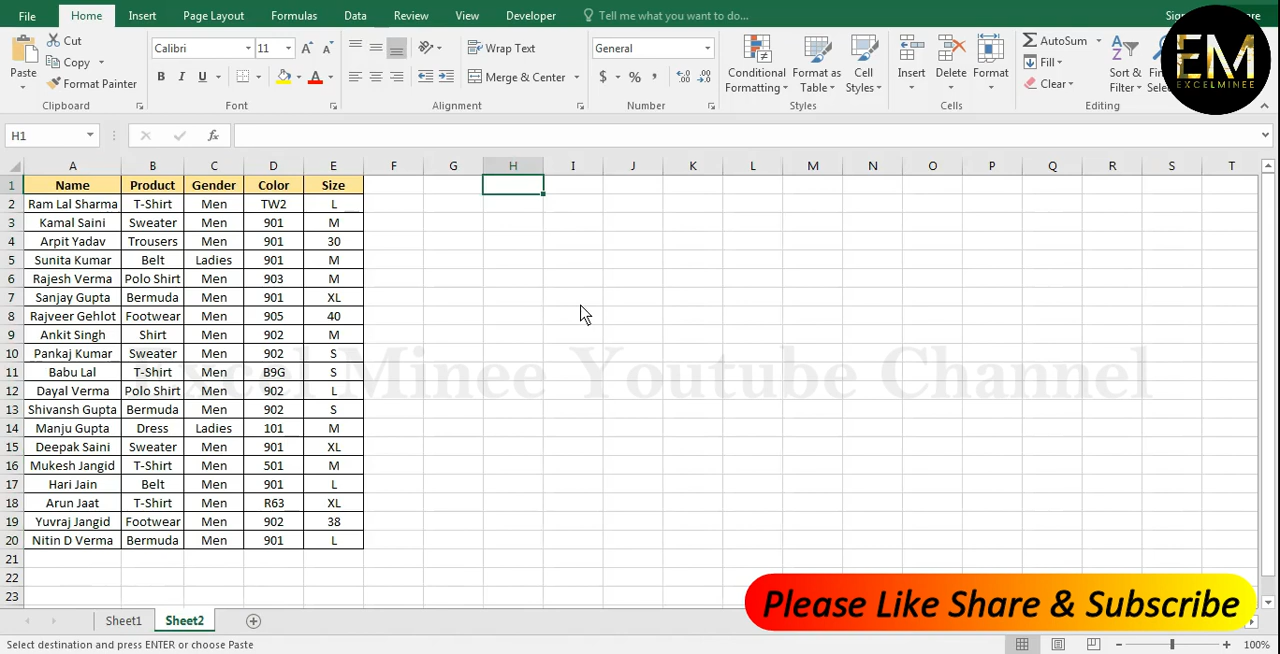 File Home Insert Page Layout Formulas Data Review View Developer Tell me what you want to do...
Paste
Cut
Copy
Format Painter
Clipboard
Calibri 11 A A
B I U A
Font
Wrap Text
Merge & Center
Alignment
General
$ % ,
Number
Conditional Formatting
Format as Table
Cell Styles
Styles
Insert Delete Format
Cells
AutoSum
Fill
Clear
Sort & Filter
Editing
EM
EXCELMINEE
H1 fx
A B C D E F G H I J K L M N O P Q R S T
1 Name Product Gender Color Size
2 Ram Lal Sharma T-Shirt Men TW2 L
3 Kamal Saini Sweater Men 901 M
4 Arpit Yadav Trousers Men 901 30
5 Sunita Kumar Belt Ladies 901 M
6 Rajesh Verma Polo Shirt Men 903 M
7 Sanjay Gupta Bermuda Men 901 XL
8 Rajveer Gehlot Footwear Men 905 40
9 Ankit Singh Shirt Men 902 M
10 Pankaj Kumar Sweater Men 902 S
11 Babu Lal T-Shirt Men B9G S
12 Dayal Verma Polo Shirt Men 902 L
13 Shivansh Gupta Bermuda Men 902 S
14 Manju Gupta Dress Ladies 101 M
15 Deepak Saini Sweater Men 901 XL
16 Mukesh Jangid T-Shirt Men 501 M
17 Hari Jain Belt Men 901 L
18 Arun Jaat T-Shirt Men R63 XL
19 Yuvraj Jangid Footwear Men 902 38
20 Nitin D Verma Bermuda Men 901 L
21
22
23
Excel Minee Youtube Channel
Please Like Share & Subscribe
Sheet1 Sheet2
Select destination and press ENTER or choose Paste 100%